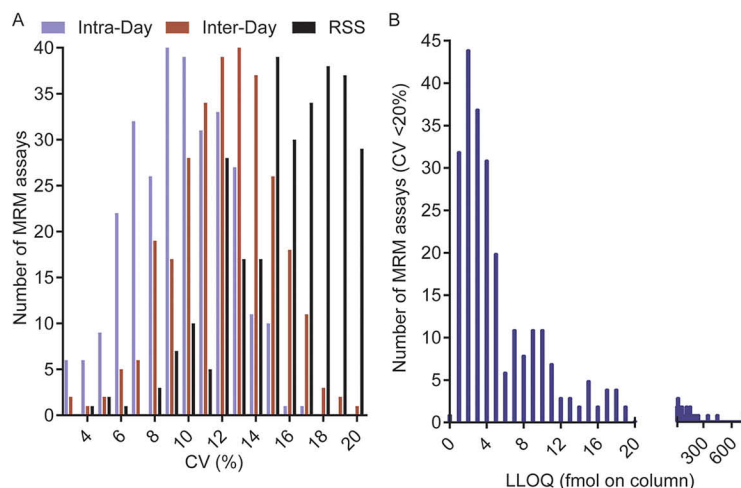 A
Intra-Day Inter-Day RSS
Number of MRM assays
40
35
30
25
20
15
10
5
0
4 6 8 10 12 14 16 18 20
CV (%)
B
Number of MRM assays (CV <20%)
45
40
35
30
25
20
15
10
5
0
0 4 8 12 16 20 300 600
LLOQ (fmol on column)